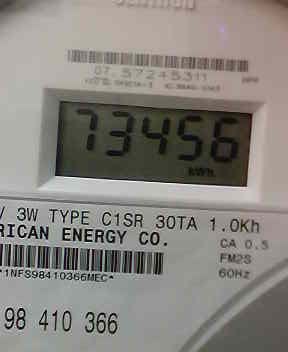 07.57245311
73456
kWh
V 3W TYPE C1SR 30TA 1.0Kh
RICAN ENERGY CO.
CA 0.5
FM2S
60Hz
*1NFS98410366MEC*
98 410 366